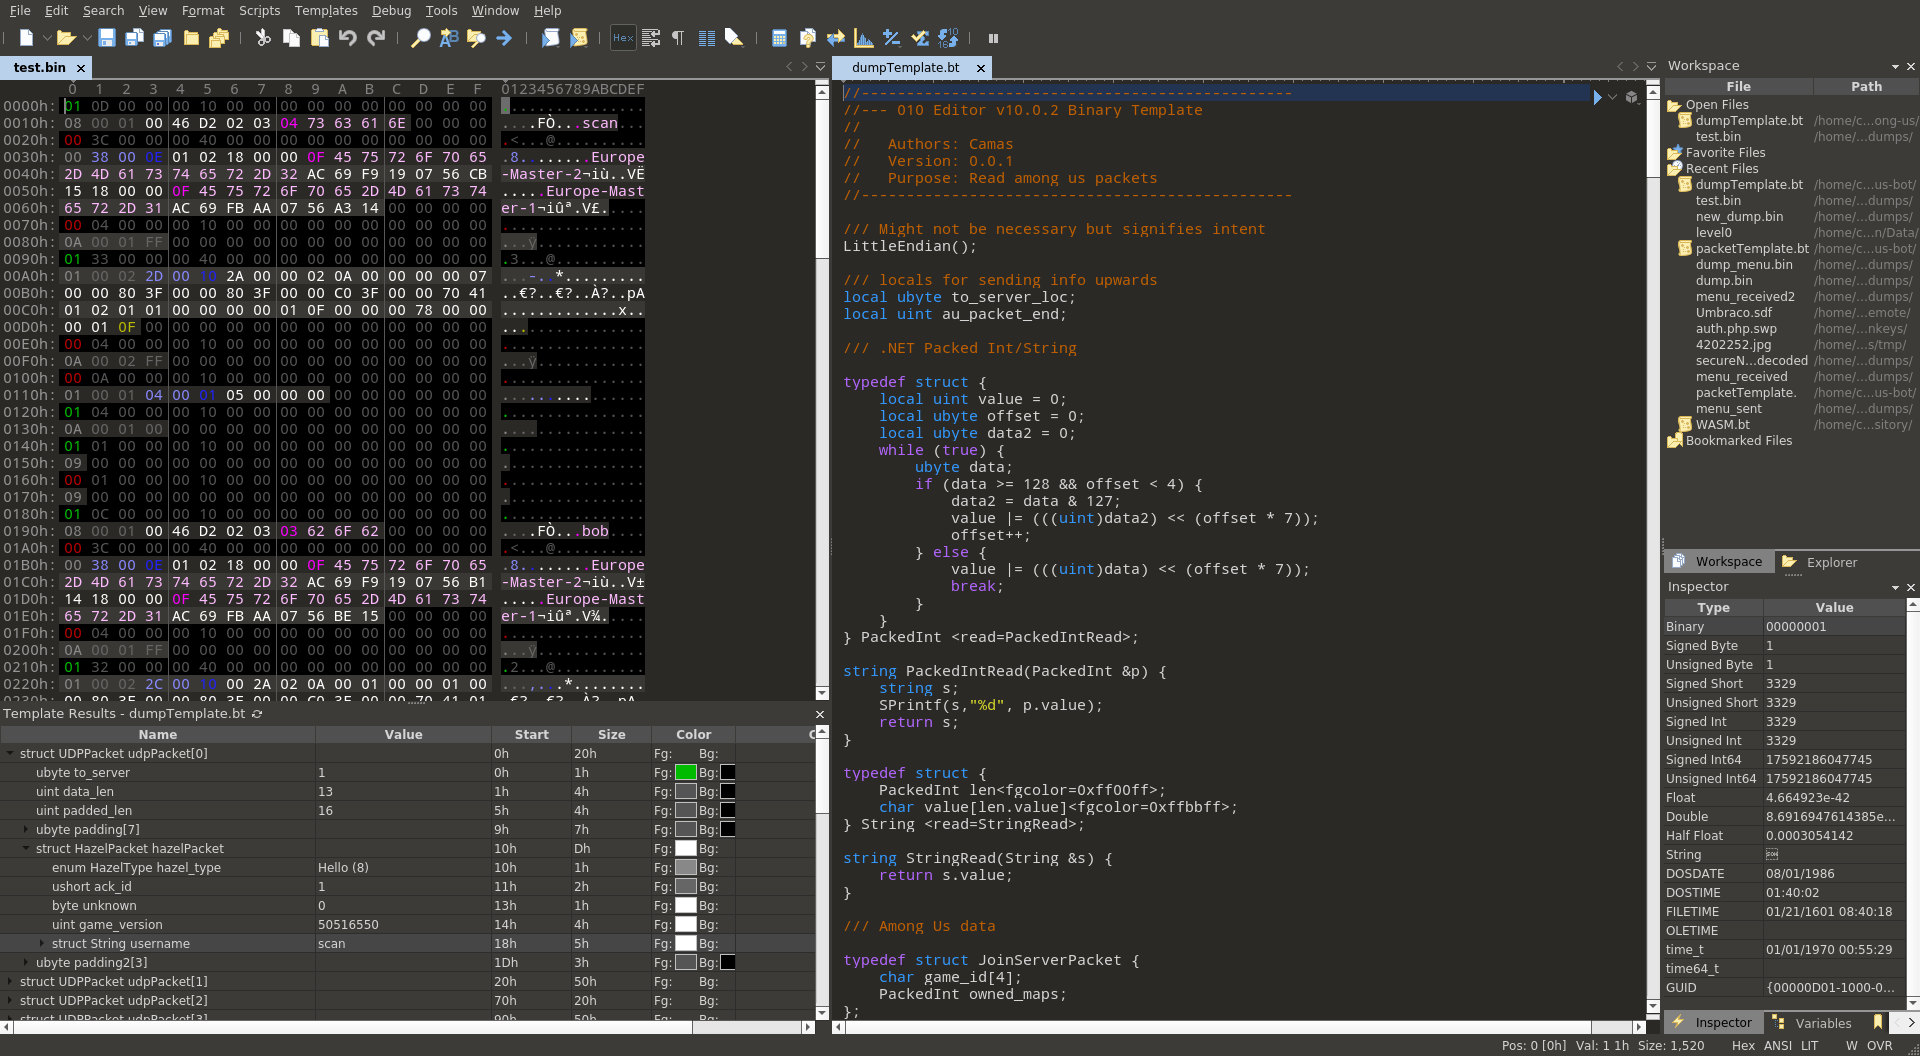 File Edit Search View Format Scripts Templates Debug Tools Window Help
Hex
test.bin
0 1 2 3 4 5 6 7 8 9 A B C D E F 0123456789ABCDEF
0000h: 01 0D 00 00 00 10 00 00 00 00 00 00 00 00 00 00 ................
0010h: 08 00 01 00 46 D2 02 03 04 73 63 61 6E 00 00 00 ....FÒ...scan...
0020h: 00 3C 00 00 00 40 00 00 00 00 00 00 00 00 00 00 .<...@..........
0030h: 00 38 00 0F 01 02 18 00 00 0F 45 75 72 6F 70 65 .8........Europe
0040h: 2D 4D 61 73 74 65 72 2D 32 AC 69 F9 19 07 56 CB -Master-2¬iù..VË
0050h: 15 18 00 00 0F 45 75 72 6F 70 65 2D 4D 61 73 74 .....Europe-Mast
0060h: 65 72 2D 31 AC 69 FB AA 07 56 A3 14 00 00 00 00 er-1¬iûª.V£.....
0070h: 00 04 00 00 00 10 00 00 00 00 00 00 00 00 00 00 ................
0080h: 0A 00 01 FF 00 00 00 00 00 00 00 00 00 00 00 00 ...ÿ............
0090h: 01 33 00 00 00 40 00 00 00 00 00 00 00 00 00 00 .3...@..........
00A0h: 01 00 02 2D 00 10 2A 00 00 02 0A 00 00 00 00 07 ...-..*.........
00B0h: 00 00 80 3F 00 00 80 3F 00 00 C0 3F 00 00 70 41 ..€?..€?..À?..pA
00C0h: 01 02 01 01 00 00 00 00 01 0F 00 00 00 78 00 00 .............x..
00D0h: 00 01 0F 00 00 00 00 00 00 00 00 00 00 00 00 00 ................
00E0h: 00 04 00 00 00 10 00 00 00 00 00 00 00 00 00 00 ................
00F0h: 0A 00 02 FF 00 00 00 00 00 00 00 00 00 00 00 00 ...ÿ............
0100h: 00 0A 00 00 00 10 00 00 00 00 00 00 00 00 00 00 ................
0110h: 01 00 01 04 00 01 05 00 00 00 00 00 00 00 00 00 ................
0120h: 01 04 00 00 00 10 00 00 00 00 00 00 00 00 00 00 ................
0130h: 0A 00 01 00 00 00 00 00 00 00 00 00 00 00 00 00 ................
0140h: 01 01 00 00 00 10 00 00 00 00 00 00 00 00 00 00 ................
0150h: 09 00 00 00 00 00 00 00 00 00 00 00 00 00 00 00 ................
0160h: 00 01 00 00 00 10 00 00 00 00 00 00 00 00 00 00 ................
0170h: 09 00 00 00 00 00 00 00 00 00 00 00 00 00 00 00 ................
0180h: 01 0C 00 00 00 10 00 00 00 00 00 00 00 00 00 00 ................
0190h: 08 00 01 00 46 D2 02 03 03 62 6F 62 00 00 00 00 ....FÒ...bob....
01A0h: 00 3C 00 00 00 40 00 00 00 00 00 00 00 00 00 00 .<...@..........
01B0h: 00 38 00 0E 01 02 18 00 00 0F 45 75 72 6F 70 65 .8........Europe
01C0h: 2D 4D 61 73 74 65 72 2D 32 AC 69 F9 19 07 56 B1 -Master-2¬iù..V±
01D0h: 14 18 00 00 0F 45 75 72 6F 70 65 2D 4D 61 73 74 .....Europe-Mast
01E0h: 65 72 2D 31 AC 69 FB AA 07 56 BE 15 00 00 00 00 er-1¬iûª.V¾.....
01F0h: 00 04 00 00 00 10 00 00 00 00 00 00 00 00 00 00 ................
0200h: 0A 00 01 FF 00 00 00 00 00 00 00 00 00 00 00 00 ...ÿ............
0210h: 01 32 00 00 00 40 00 00 00 00 00 00 00 00 00 00 .2...@..........
0220h: 01 00 02 2C 00 10 00 2A 02 0A 00 01 00 00 01 00 ...,...*........
Template Results - dumpTemplate.bt
Name Value Start Size Color
struct UDPPacket udpPacket[0] 0h 20h Fg: Bg:
ubyte to_server 1 0h 1h Fg: Bg:
uint data_len 13 1h 4h Fg: Bg:
uint padded_len 16 5h 4h Fg: Bg:
ubyte padding[7] 9h 7h Fg: Bg:
struct HazelPacket hazelPacket 10h Dh Fg: Bg:
enum HazelType hazel_type Hello (8) 10h 1h Fg: Bg:
ushort ack_id 1 11h 2h Fg: Bg:
byte unknown 0 13h 1h Fg: Bg:
uint game_version 50516550 14h 4h Fg: Bg:
struct String username scan 18h 5h Fg: Bg:
ubyte padding2[3] 1Dh 3h Fg: Bg:
struct UDPPacket udpPacket[1] 20h 50h Fg: Bg:
struct UDPPacket udpPacket[2] 70h 20h Fg: Bg:
struct UDPPacket udpPacket[3] 90h 50h Fg: Bg:
dumpTemplate.bt
//------------------------------------------------
//--- 010 Editor v10.0.2 Binary Template
//
//   Authors: Camas
//   Version: 0.0.1
//   Purpose: Read among us packets
//------------------------------------------------
/// Might not be necessary but signifies intent
LittleEndian();
/// locals for sending info upwards
local ubyte to_server_loc;
local uint au_packet_end;
/// .NET Packed Int/String
typedef struct {
    local uint value = 0;
    local ubyte offset = 0;
    local ubyte data2 = 0;
    while (true) {
        ubyte data;
        if (data >= 128 && offset < 4) {
            data2 = data & 127;
            value |= (((uint)data2) << (offset * 7));
            offset++;
        } else {
            value |= (((uint)data) << (offset * 7));
            break;
        }
    }
} PackedInt <read=PackedIntRead>;
string PackedIntRead(PackedInt &p) {
    string s;
    SPrintf(s,"%d", p.value);
    return s;
}
typedef struct {
    PackedInt len<fgcolor=0xff00ff>;
    char value[len.value]<fgcolor=0xffbbff>;
} String <read=StringRead>;
string StringRead(String &s) {
    return s.value;
}
/// Among Us data
typedef struct JoinServerPacket {
    char game_id[4];
    PackedInt owned_maps;
};
Workspace
File Path
Open Files
dumpTemplate.bt /home/c...ong-us/
test.bin /home/c...us-bot/
Favorite Files
Recent Files
dumpTemplate.bt /home/c...us-bot/
test.bin /home/...dumps/
new_dump.bin /home/...dumps/
level0 /home/c...n/Data/
packetTemplate.bt /home/c...us-bot/
dump_menu.bin /home/...dumps/
dump.bin /home/...dumps/
menu_received2 /home/...dumps/
Umbraco.sdf /home/...emote/
auth.php.swp /home/...nkeys/
4202252.jpg /home/...s/tmp/
secureN...decoded /home/...dumps/
menu_received /home/...dumps/
packetTemplate. /home/c...us-bot/
menu_sent /home/...dumps/
WASM.bt /home/c...sitory/
Bookmarked Files
Workspace Explorer
Inspector
Type Value
Binary 00000001
Signed Byte 1
Unsigned Byte 1
Signed Short 3329
Unsigned Short 3329
Signed Int 3329
Unsigned Int 3329
Signed Int64 17592186047745
Unsigned Int64 17592186047745
Float 4.664923e-42
Double 8.6916947614385e...
Half Float 0.0003054142
String
DOSDATE 08/01/1986
DOSTIME 01:40:02
FILETIME 01/21/1601 08:40:18
OLETIME
time_t 01/01/1970 00:55:29
time64_t
GUID {00000D01-1000-0...
Inspector Variables
Pos: 0 [0h] Val: 1 1h Size: 1,520 Hex ANSI LIT W OVR